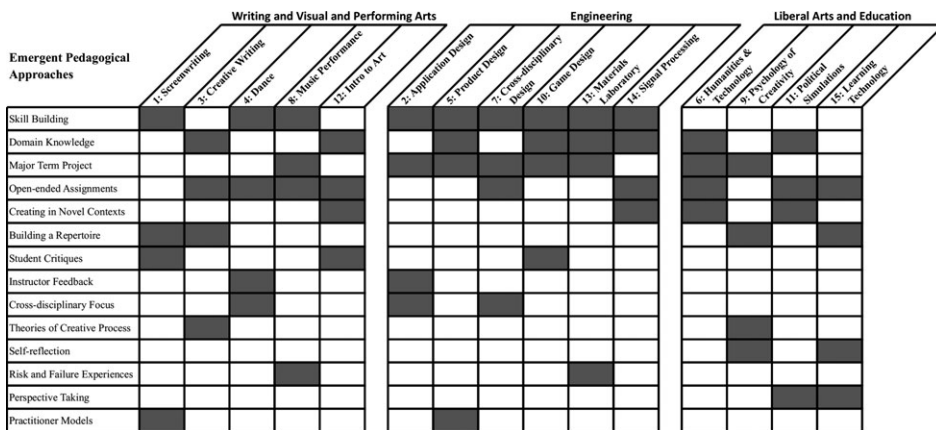 Writing and Visual and Performing Arts
Engineering
Liberal Arts and Education
Emergent Pedagogical
Approaches
1: Screenwriting
3: Creative Writing
4: Dance
8: Music Performance
12: Intro to Art
2: Application Design
5: Product Design
7: Cross-disciplinary
Design
10: Game Design
13: Materials
Laboratory
14: Signal Processing
6: Humanities &
Technology
9: Psychology of
Creativity
11: Political
Simulations
15: Learning
Technology
Skill Building
Domain Knowledge
Major Term Project
Open-ended Assignments
Creating in Novel Contexts
Building a Repertoire
Student Critiques
Instructor Feedback
Cross-disciplinary Focus
Theories of Creative Process
Self-reflection
Risk and Failure Experiences
Perspective Taking
Practitioner Models